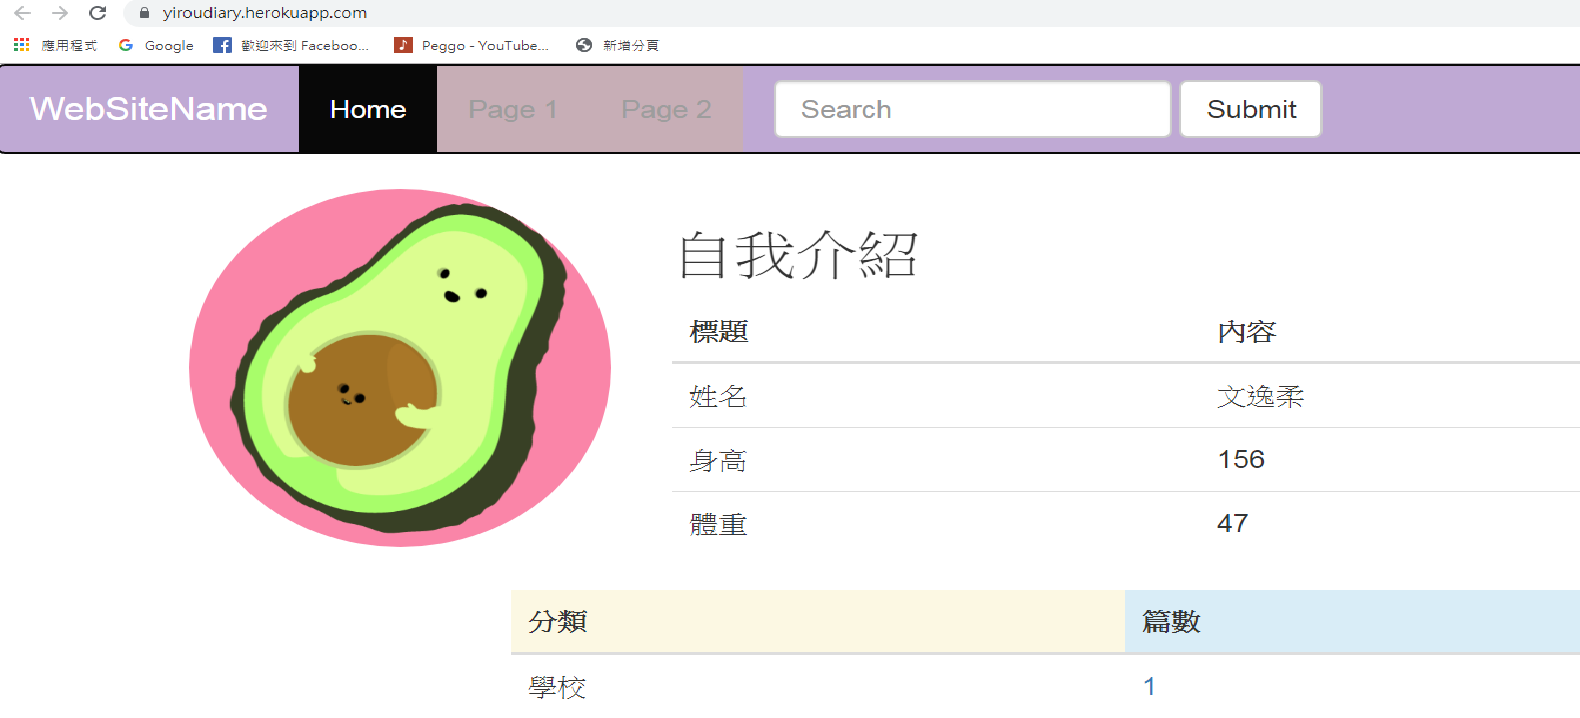 yiroudiary.herokuapp.com
應用程式 Google 歡迎來到 Faceboo... Peggo - YouTube... 新增分頁
WebSiteName Home Page 1 Page 2 Search Submit
自我介紹
標題 內容
姓名 文逸柔
身高 156
體重 47
分類 篇數
學校 1